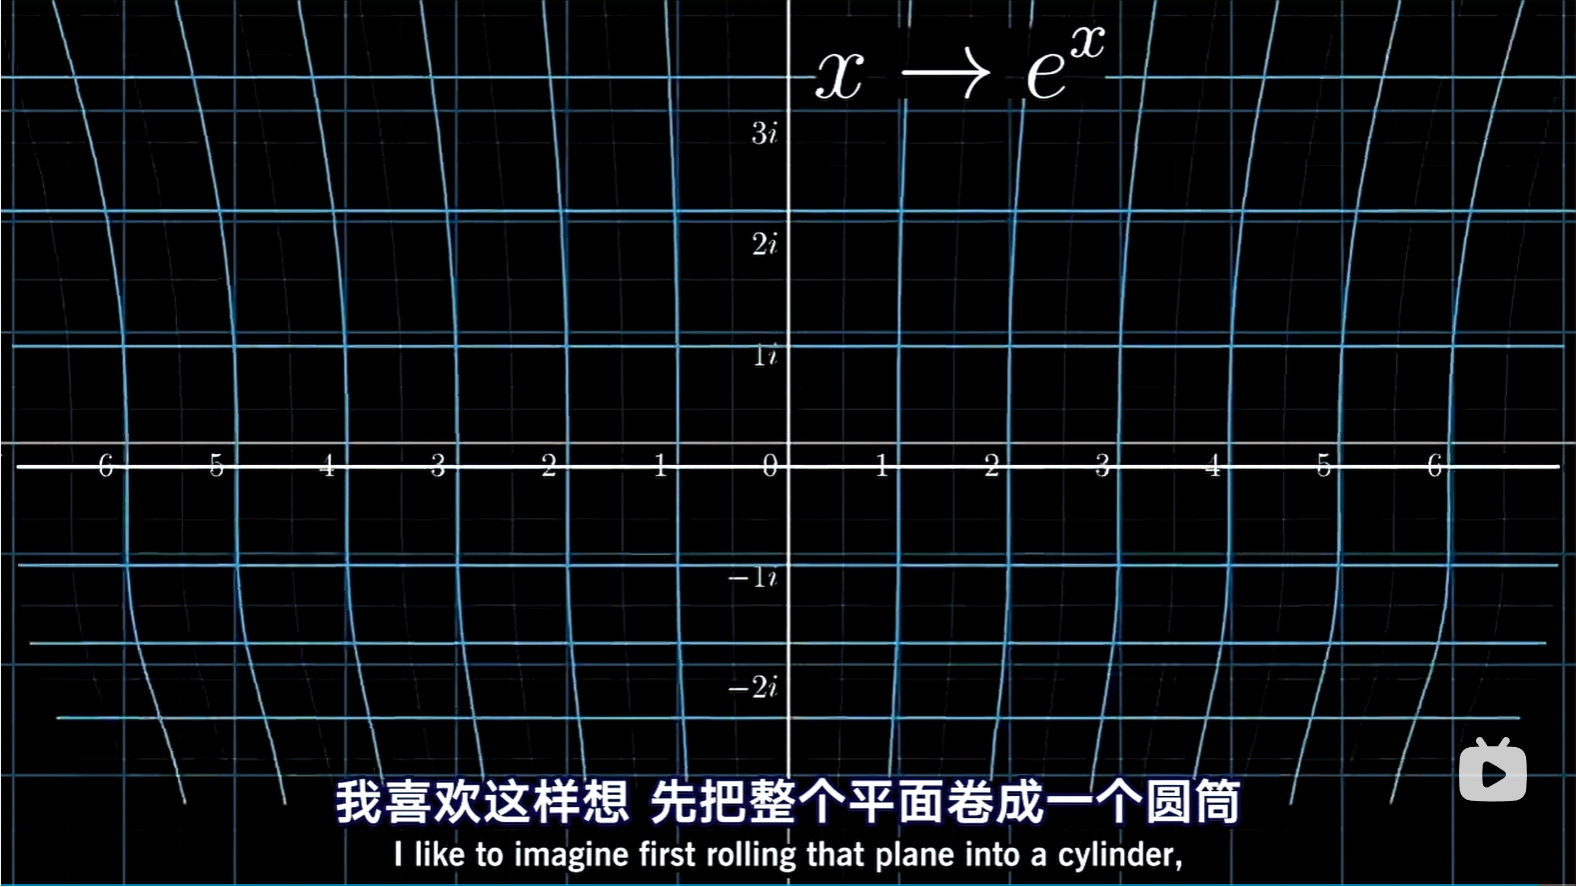 x → e^x
3i
2i
1i
6 5 4 3 2 1 0 1 2 3 4 5 6
−1i
−2i
我喜欢这样想 先把整个平面卷成一个圆筒
I like to imagine first rolling that plane into a cylinder,